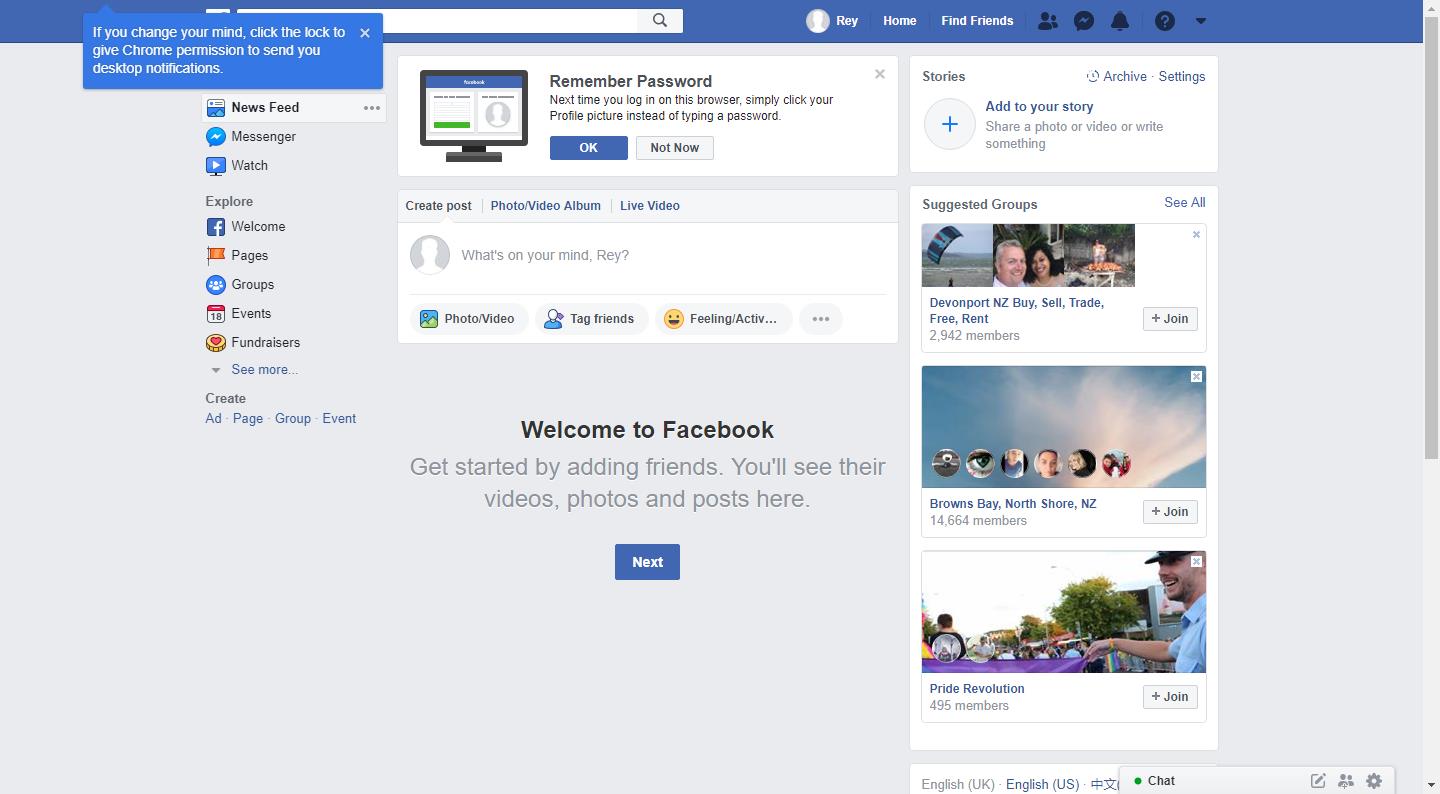 If you change your mind, click the lock to
give Chrome permission to send you
desktop notifications.
Rey
Home
Find Friends
News Feed
Messenger
Watch
Explore
Welcome
Pages
Groups
Events
18
Fundraisers
See more...
Create
Ad · Page · Group · Event
facebook
Remember Password
Next time you log in on this browser, simply click your
Profile picture instead of typing a password.
OK
Not Now
Create post
Photo/Video Album
Live Video
What's on your mind, Rey?
Photo/Video
Tag friends
Feeling/Activ...
Welcome to Facebook
Get started by adding friends. You'll see their
videos, photos and posts here.
Next
Stories
Archive · Settings
Add to your story
Share a photo or video or write
something
Suggested Groups
See All
Devonport NZ Buy, Sell, Trade,
Free, Rent
2,942 members
+ Join
Browns Bay, North Shore, NZ
14,664 members
+ Join
Pride Revolution
495 members
+ Join
English (UK) · English (US) · 中文(
Chat